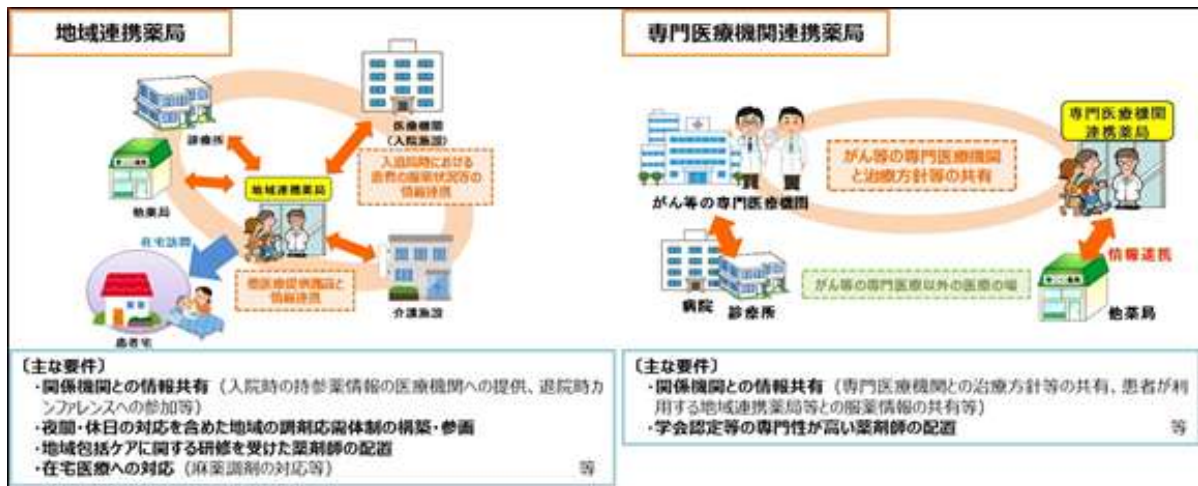 地域連携薬局
診療所
医療機関
(入院施設)
入退院時における
患者の服薬状況等の
情報連携
地域連携薬局
他薬局
在宅訪問
他医療提供施設と
情報連携
介護施設
患者宅
〔主な要件〕
・関係機関との情報共有（入院時の持参薬情報の医療機関への提供、退院時カ
ンファレンスへの参加等）
・夜間・休日の対応を含めた地域の調剤応需体制の構築・参画
・地域包括ケアに関する研修を受けた薬剤師の配置
・在宅医療への対応（麻薬調剤の対応等） 等
専門医療機関連携薬局
専門医療機関
連携薬局
がん等の専門医療機関
と治療方針等の共有
がん等の専門医療機関
情報連携
病院
診療所
がん等の専門医療以外の医療の場
他薬局
〔主な要件〕
・関係機関との情報共有（専門医療機関との治療方針等の共有、患者が利
用する地域連携薬局等との服薬情報の共有等）
・学会認定等の専門性が高い薬剤師の配置 等